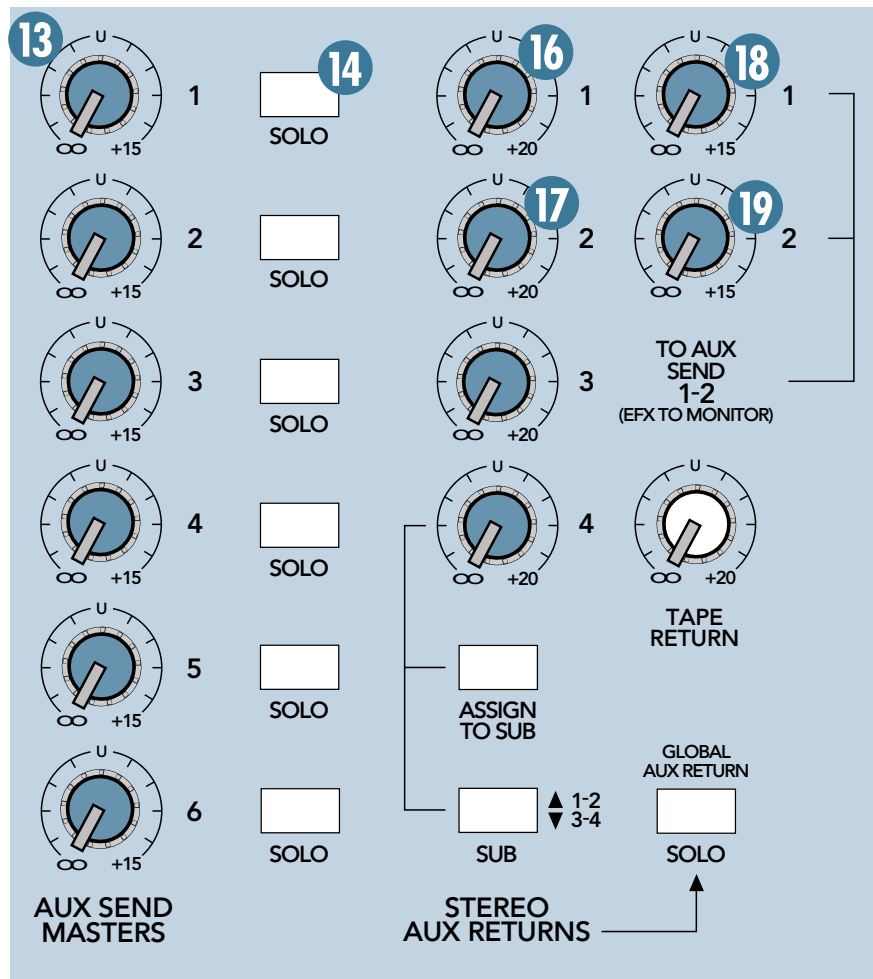 13
U
∞ +15
1
14
SOLO
16
U
∞ +20
1
18
U
∞ +15
1
U
∞ +15
2
SOLO
17
U
∞ +20
2
19
U
∞ +15
2
U
∞ +15
3
SOLO
U
∞ +20
3
TO AUX
SEND
1-2
(EFX TO MONITOR)
U
∞ +15
4
SOLO
U
∞ +20
4
U
∞ +20
TAPE
RETURN
U
∞ +15
5
SOLO
ASSIGN
TO SUB
U
∞ +15
6
SOLO
▲ 1-2
▼ 3-4
SUB
GLOBAL
AUX RETURN
SOLO
AUX SEND
MASTERS
STEREO
AUX RETURNS